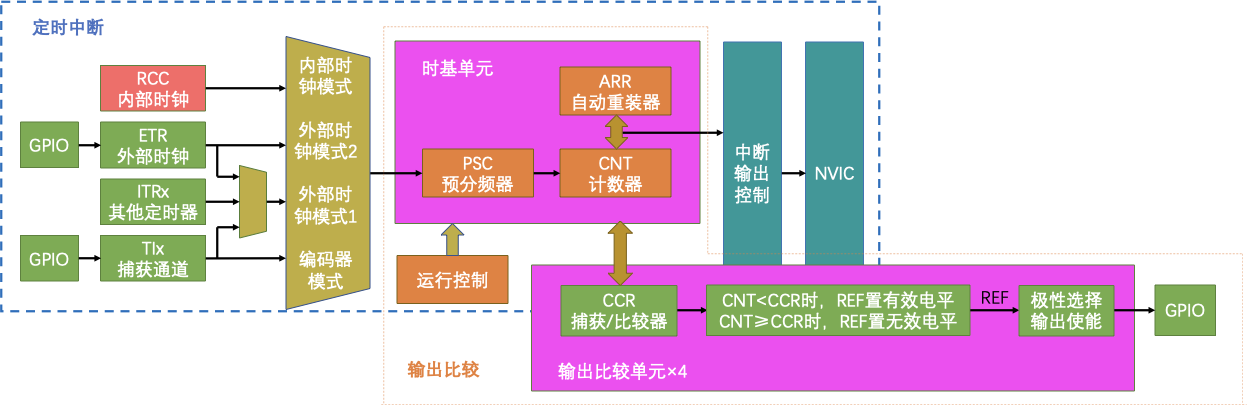 定时中断
RCC
内部时钟
GPIO
ETR
外部时钟
ITRx
其他定时器
GPIO
TIx
捕获通道
内部时
钟模式
外部时
钟模式2
外部时
钟模式1
编码器
模式
时基单元
ARR
自动重装器
PSC
预分频器
CNT
计数器
运行控制
中断
输出
控制
NVIC
CCR
捕获/比较器
CNT<CCR时，REF置有效电平
CNT≥CCR时，REF置无效电平
REF
极性选择
输出使能
GPIO
输出比较单元×4
输出比较